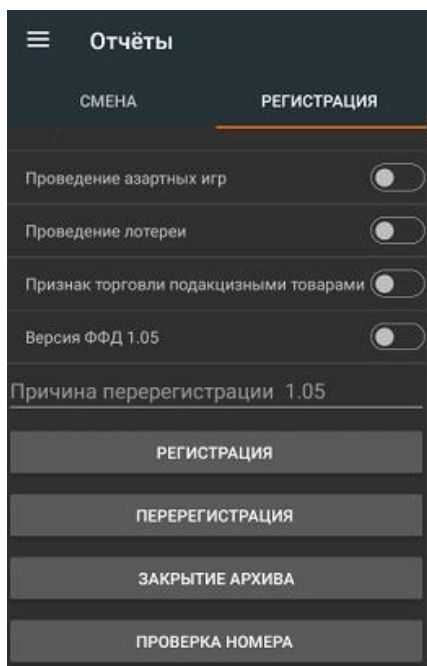 Отчёты
СМЕНА РЕГИСТРАЦИЯ
Проведение азартных игр
Проведение лотереи
Признак торговли подакцизными товарами
Версия ФФД 1.05
Причина перерегистрации 1.05
РЕГИСТРАЦИЯ
ПЕРЕРЕГИСТРАЦИЯ
ЗАКРЫТИЕ АРХИВА
ПРОВЕРКА НОМЕРА